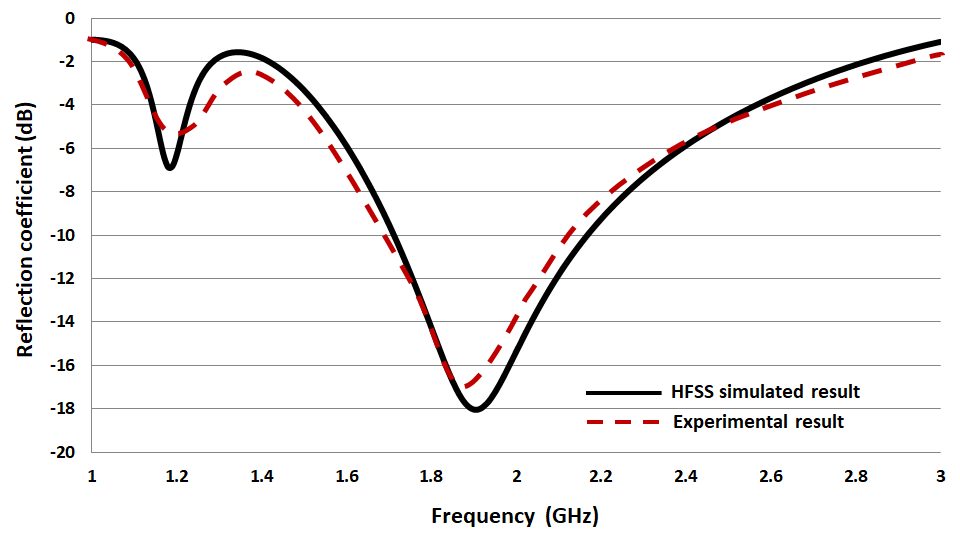 0
-2
-4
-6
-8
-10
-12
-14
-16
-18
-20
Reflection coefficient (dB)
HFSS simulated result
Experimental result
1 1.2 1.4 1.6 1.8 2 2.2 2.4 2.6 2.8 3
Frequency (GHz)